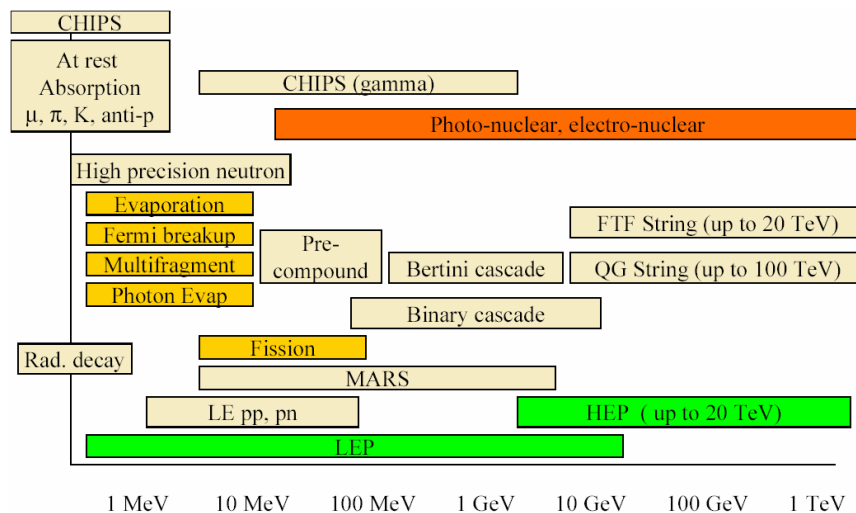 CHIPS
At rest
Absorption
μ, π, K, anti-p
CHIPS (gamma)
Photo-nuclear, electro-nuclear
High precision neutron
Evaporation
Fermi breakup
Multifragment
Photon Evap
Pre-
compound
Bertini cascade
FTF String (up to 20 TeV)
QG String (up to 100 TeV)
Binary cascade
Fission
Rad. decay
MARS
LE pp, pn
HEP ( up to 20 TeV)
LEP
1 MeV 10 MeV 100 MeV 1 GeV 10 GeV 100 GeV 1 TeV